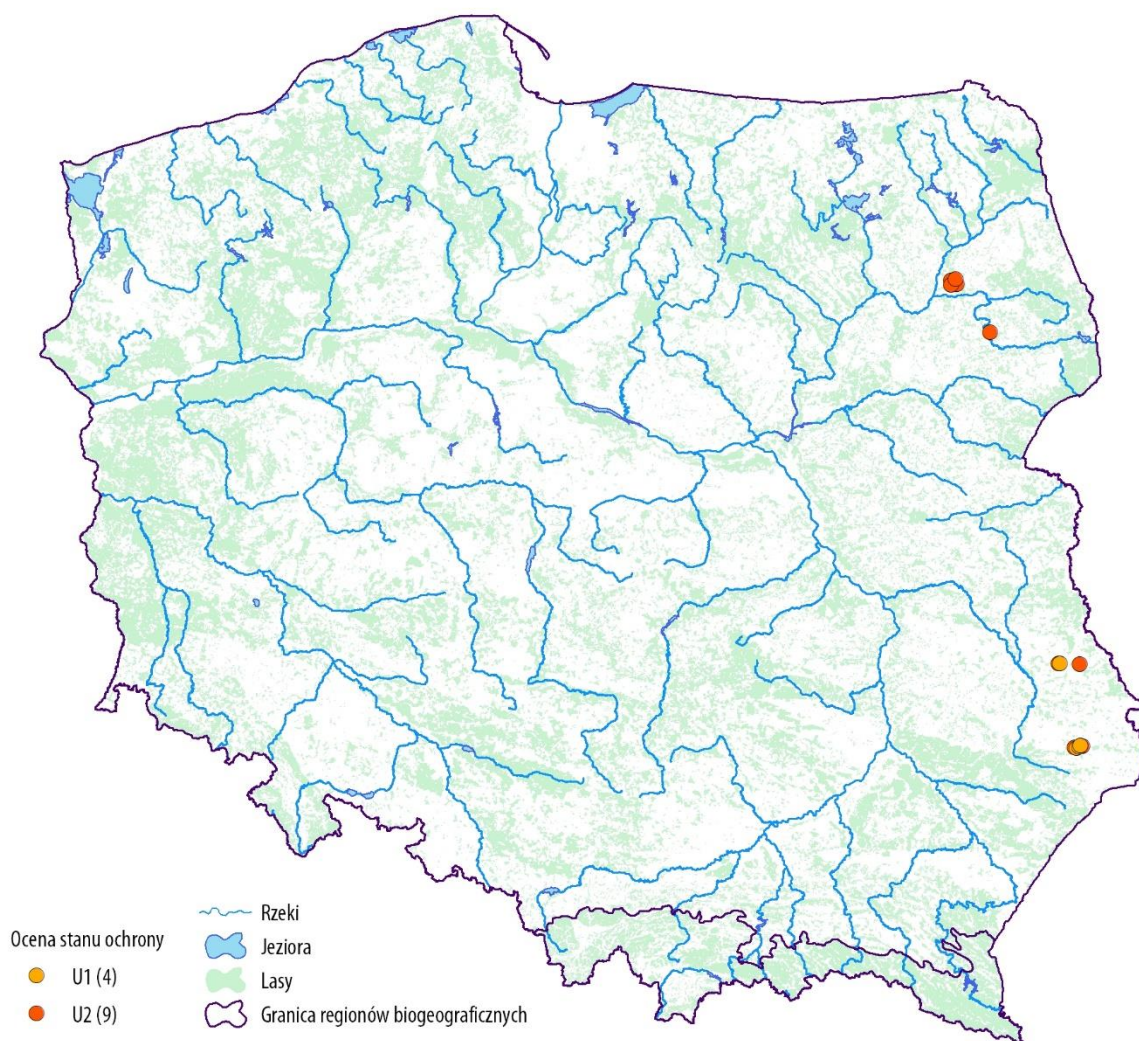 Ocena stanu ochrony
U1 (4)
U2 (9)
Rzeki
Jeziora
Lasy
Granica regionów biogeograficznych